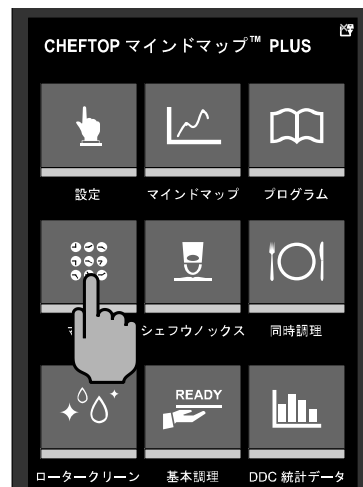 CHEFTOP マインドマップ™ PLUS
設定 マインドマップ プログラム
シェフウノックス 同時調理
READY
ロータークリーン 基本調理 DDC 統計データ